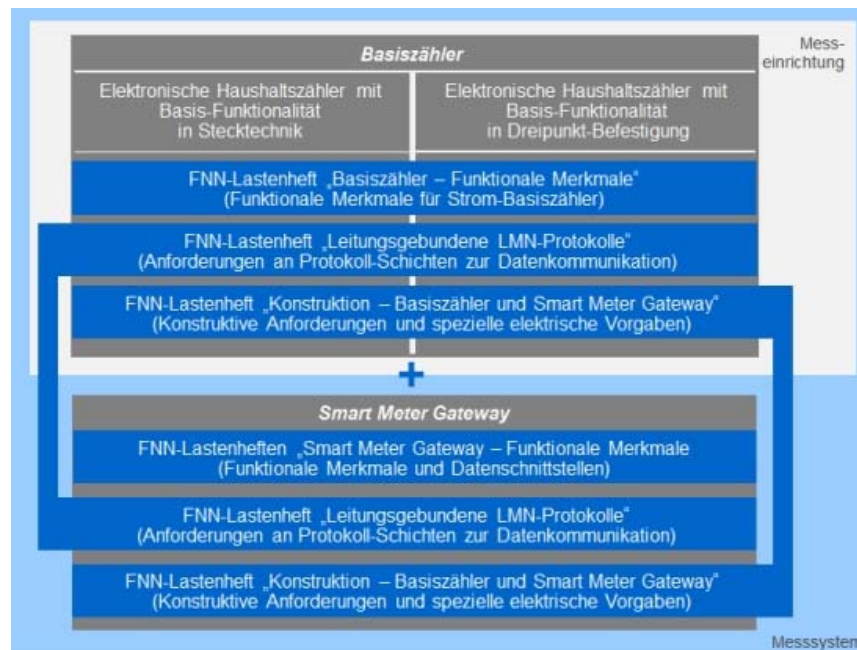 Basiszähler
Mess-
einrichtung
Elektronische Haushaltszähler mit
Basis-Funktionalität
in Stecktechnik
Elektronische Haushaltszähler mit
Basis-Funktionalität
in Dreipunkt-Befestigung
FNN-Lastenheft „Basiszähler – Funktionale Merkmale“
(Funktionale Merkmale für Strom-Basiszähler)
FNN-Lastenheft „Leitungsgebundene LMN-Protokolle“
(Anforderungen an Protokoll-Schichten zur Datenkommunikation)
FNN-Lastenheft „Konstruktion – Basiszähler und Smart Meter Gateway“
(Konstruktive Anforderungen und spezielle elektrische Vorgaben)
+
Smart Meter Gateway
FNN-Lastenheften „Smart Meter Gateway – Funktionale Merkmale
(Funktionale Merkmale und Datenschnittstellen)
FNN-Lastenheft „Leitungsgebundene LMN-Protokolle“
(Anforderungen an Protokoll-Schichten zur Datenkommunikation)
FNN-Lastenheft „Konstruktion – Basiszähler und Smart Meter Gateway“
(Konstruktive Anforderungen und spezielle elektrische Vorgaben)
Messsystem